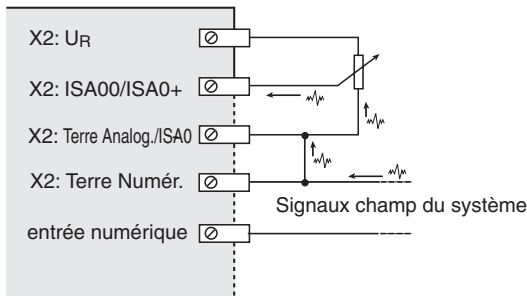 X2: UR
X2: ISA00/ISA0+
X2: Terre Analog./ISA0-
X2: Terre Numér.
Signaux champ du système
entrée numérique